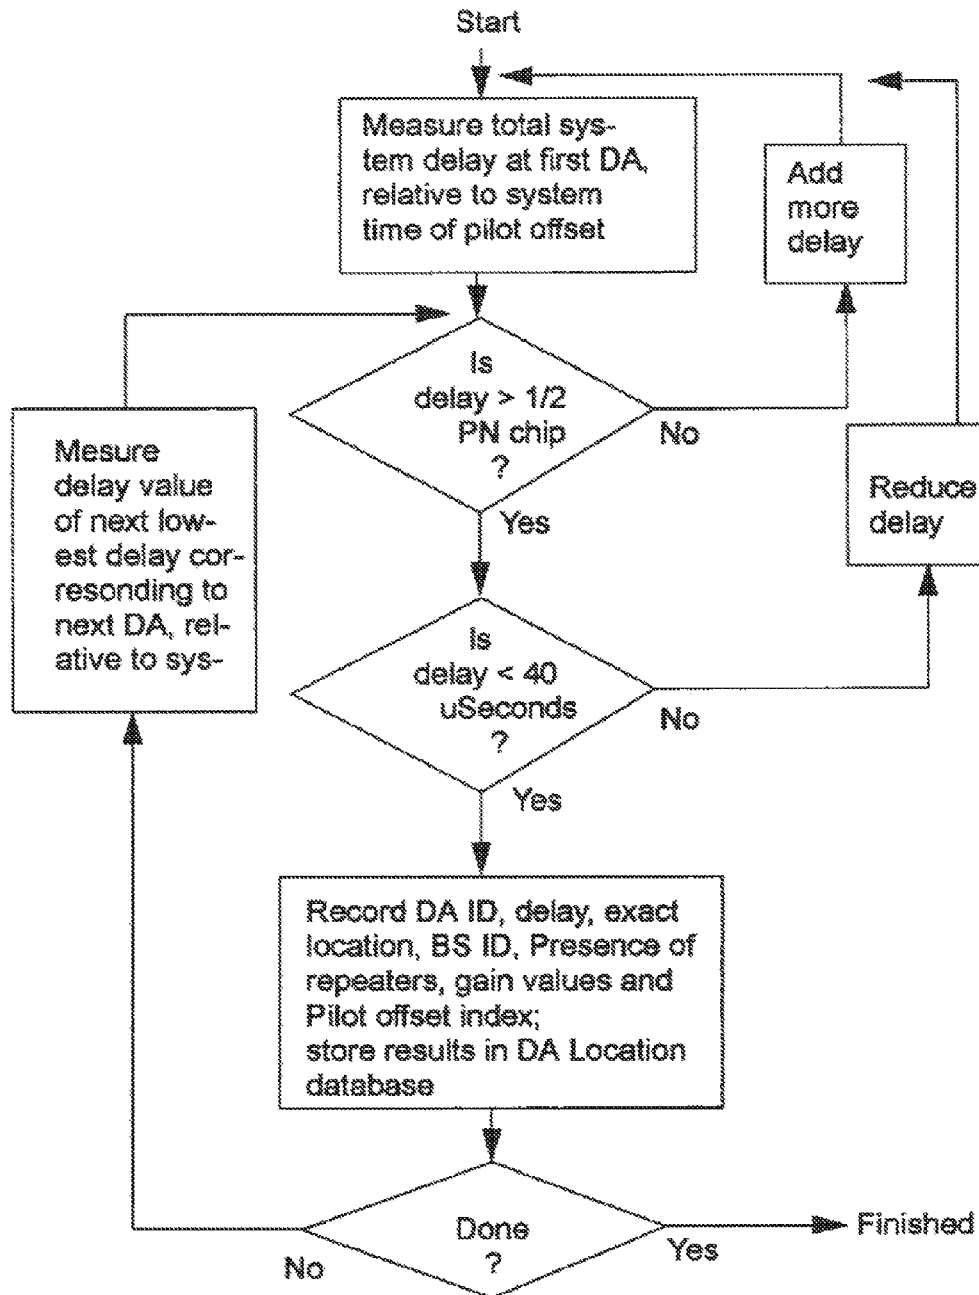 Start
Measure total sys-
tem delay at first DA,
relative to system
time of pilot offset
Add
more
delay
Is
delay > 1/2
PN chip
?
No
Yes
Mesure
delay value
of next low-
est delay cor-
resonding to
next DA, rel-
ative to sys-
Reduce
delay
Is
delay < 40
uSeconds
?
No
Yes
Record DA ID, delay, exact
location, BS ID, Presence of
repeaters, gain values and
Pilot offset index;
store results in DA Location
database
Done
?
No
Yes
Finished